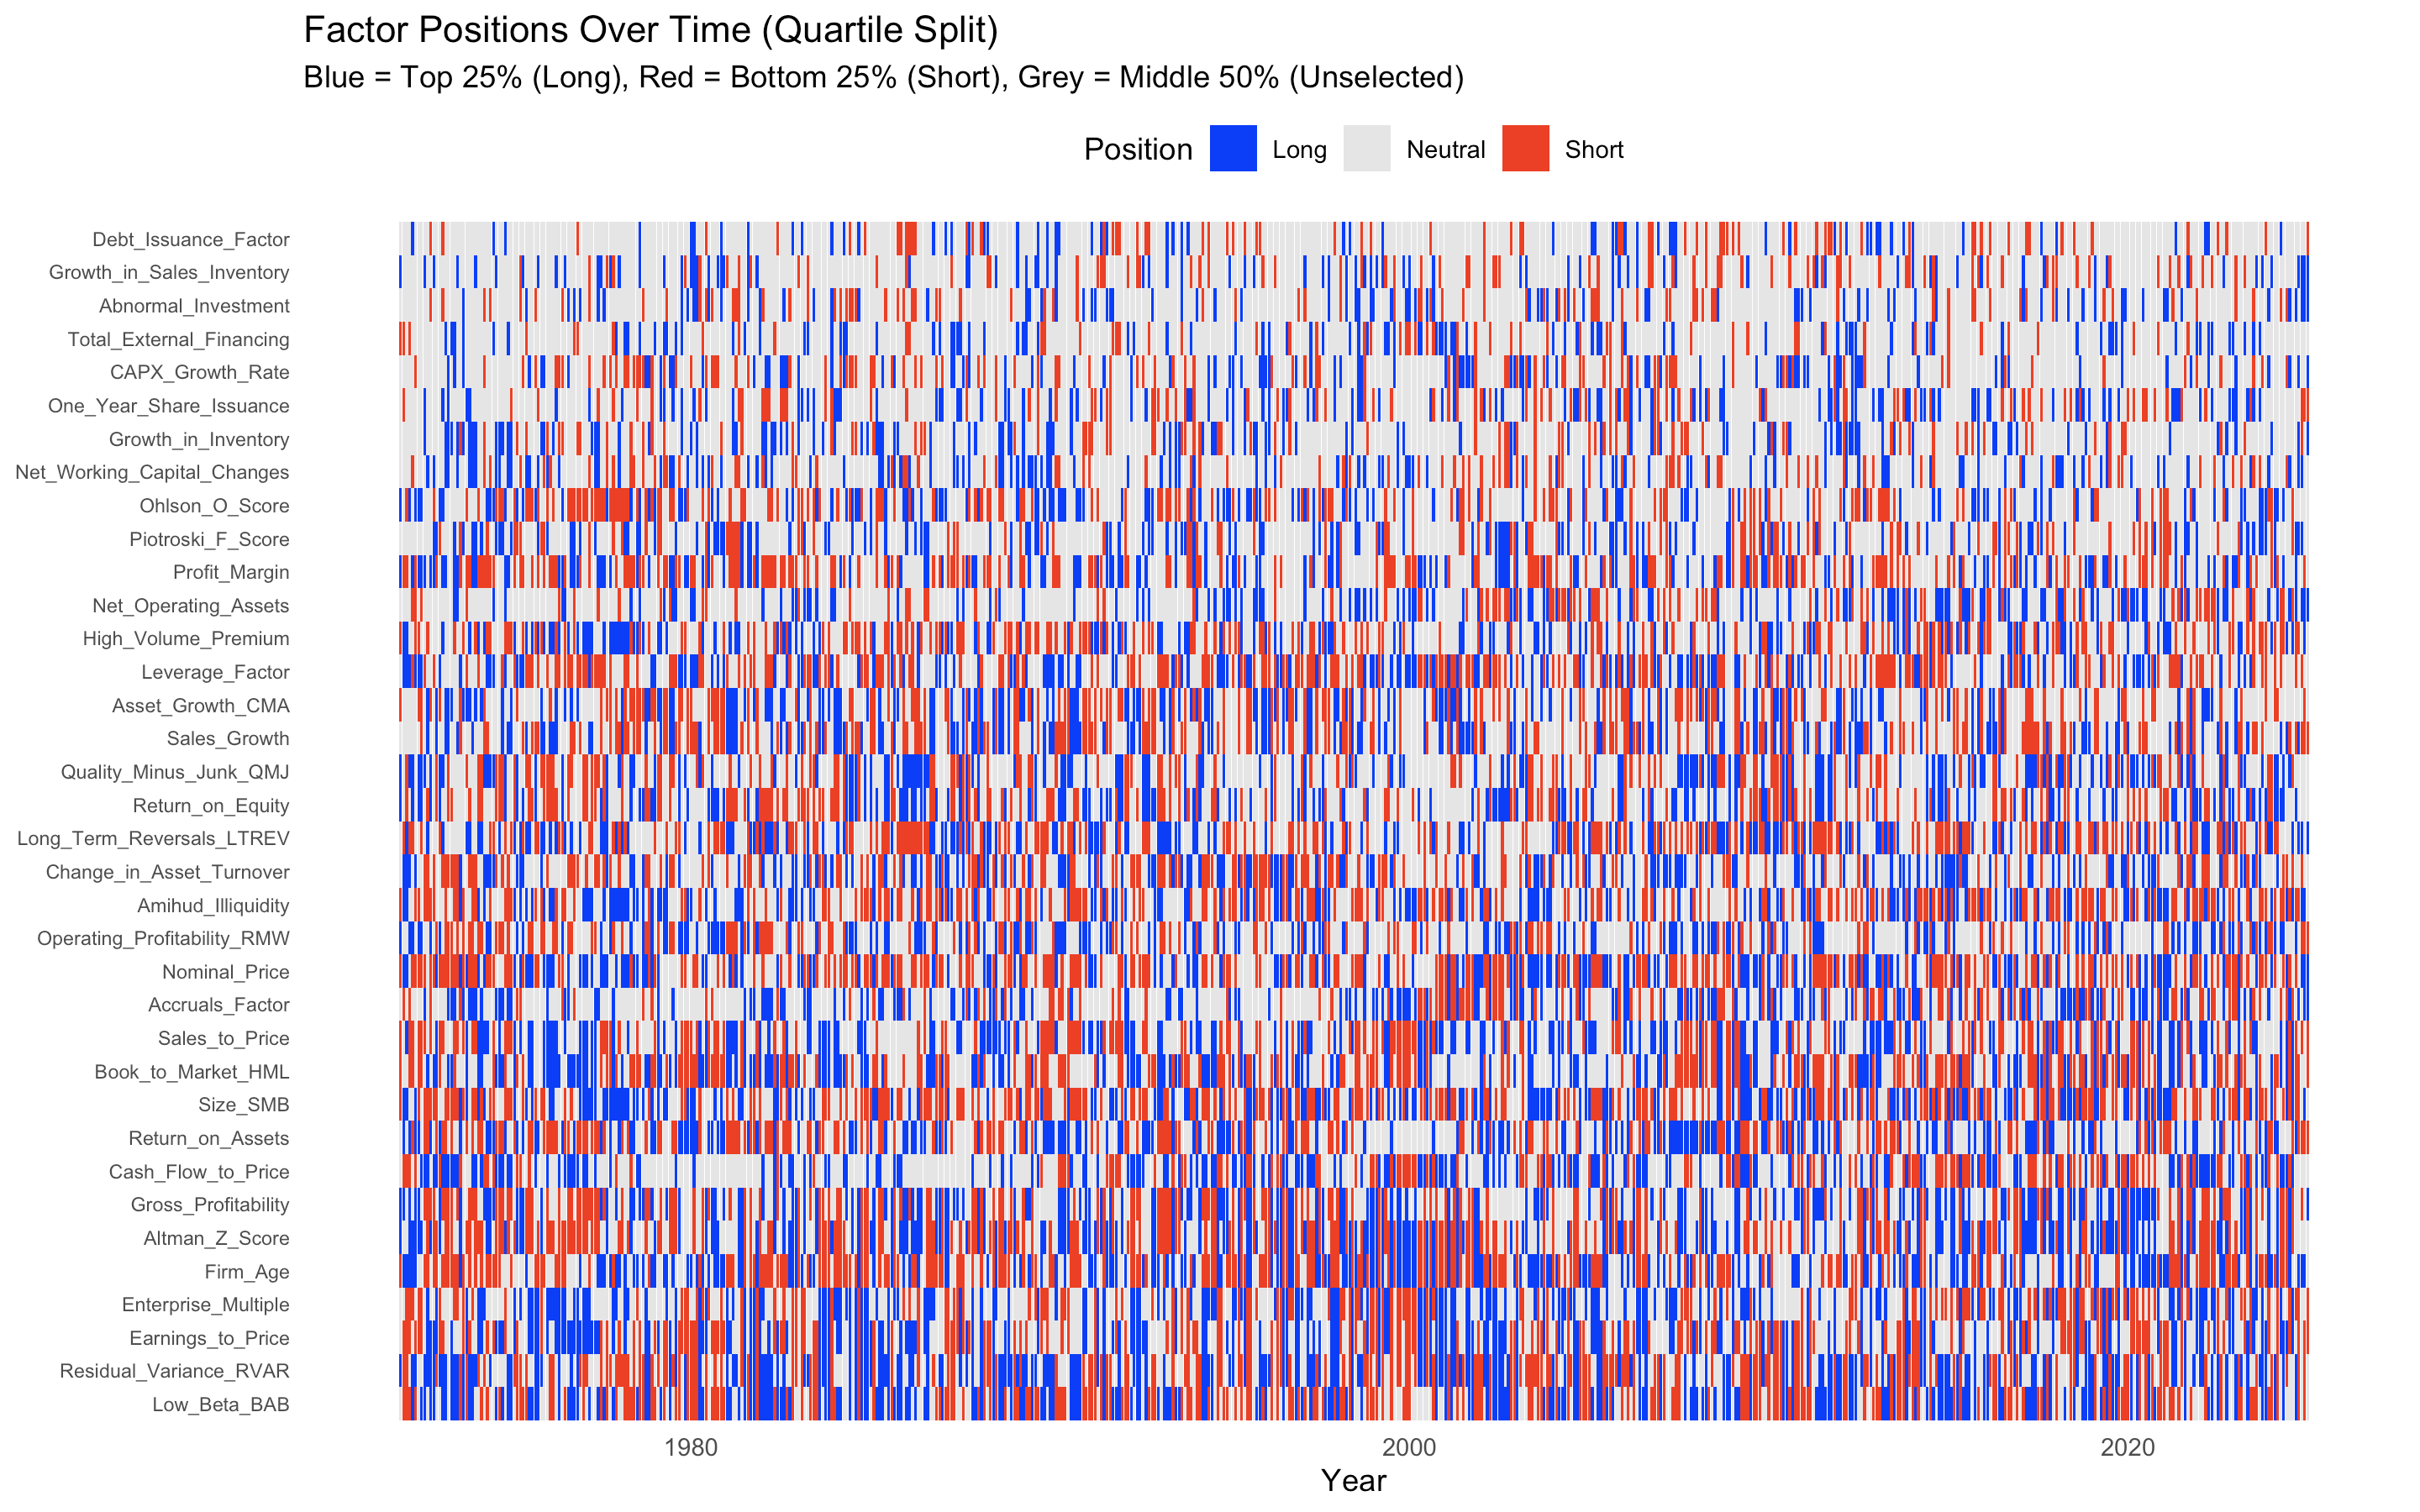 Factor Positions Over Time (Quartile Split)
Blue = Top 25% (Long), Red = Bottom 25% (Short), Grey = Middle 50% (Unselected)
Position Long Neutral Short
Debt_Issuance_Factor
Growth_in_Sales_Inventory
Abnormal_Investment
Total_External_Financing
CAPX_Growth_Rate
One_Year_Share_Issuance
Growth_in_Inventory
Net_Working_Capital_Changes
Ohlson_O_Score
Piotroski_F_Score
Profit_Margin
Net_Operating_Assets
High_Volume_Premium
Leverage_Factor
Asset_Growth_CMA
Sales_Growth
Quality_Minus_Junk_QMJ
Return_on_Equity
Long_Term_Reversals_LTREV
Change_in_Asset_Turnover
Amihud_Illiquidity
Operating_Profitability_RMW
Nominal_Price
Accruals_Factor
Sales_to_Price
Book_to_Market_HML
Size_SMB
Return_on_Assets
Cash_Flow_to_Price
Gross_Profitability
Altman_Z_Score
Firm_Age
Enterprise_Multiple
Earnings_to_Price
Residual_Variance_RVAR
Low_Beta_BAB
1980 2000 2020
Year